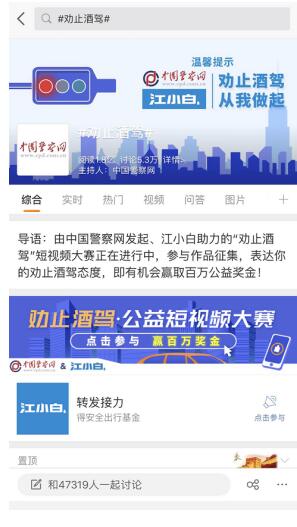 #劝止酒驾#
温馨提示
中国警察网
www.cpd.com.cn
劝止酒驾
江小白
从我做起
中国警察网
www.cpd.com.cn
#劝止酒驾#
阅读1.8亿 讨论5.3万 详情>
主持人：中国警察网
综合 实时 热门 视频 问答 图片
导语：由中国警察网发起、江小白助力的“劝止酒
驾”短视频大赛正在进行中，参与作品征集，表达你
的劝止酒驾态度，即有机会赢取百万公益奖金！
劝止酒驾·公益短视频大赛
点击参与 赢百万奖金
中国警察网 & 江小白.
江小白.
转发接力
得安全出行基金
点击参与
置顶
和47319人一起讨论